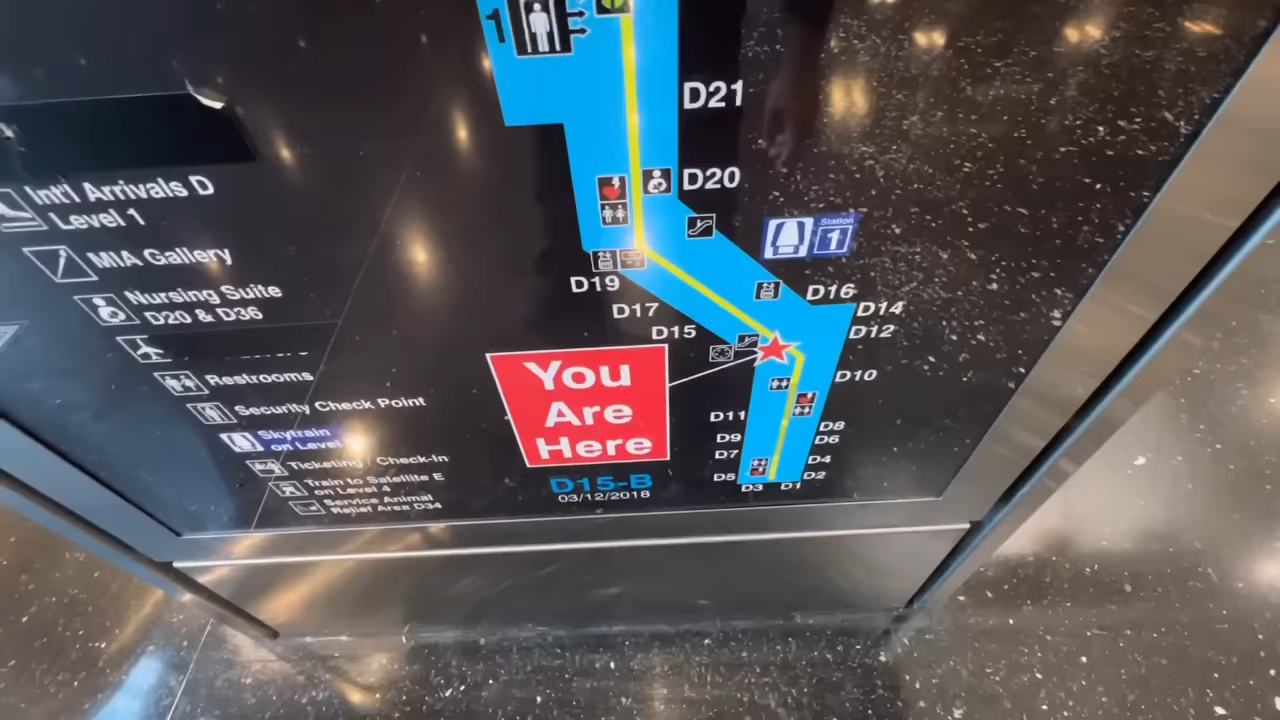 1
D21
D20
Station
1
D19
D16
D17
D14
D15
D12
D10
D11
D8
D9
D6
D7
D4
D5
D2
D3
D1
You
Are
Here
D15-B
03/12/2018
Int'l Arrivals D
Level 1
MIA Gallery
Nursing Suite
D20 & D36
Restrooms
Security Check Point
Skytrain
on Level
Ticketing / Check-In
Train to Satellite E
on Level 4
Service Animal
Relief Area D34